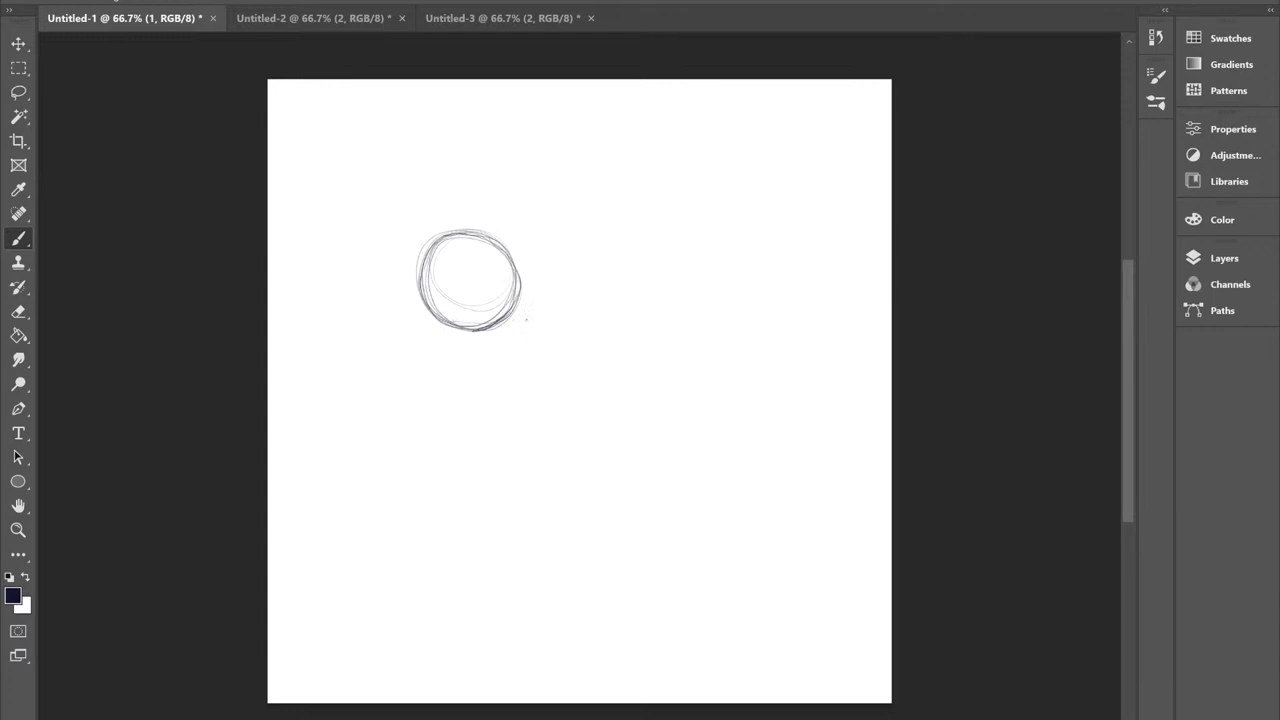 Untitled-1 @ 66.7% (1, RGB/8) * × Untitled-2 @ 66.7% (2, RGB/8) * × Untitled-3 @ 66.7% (2, RGB/8) * ×
Swatches
Gradients
Patterns
Properties
Adjustme...
Libraries
Color
Layers
Channels
Paths